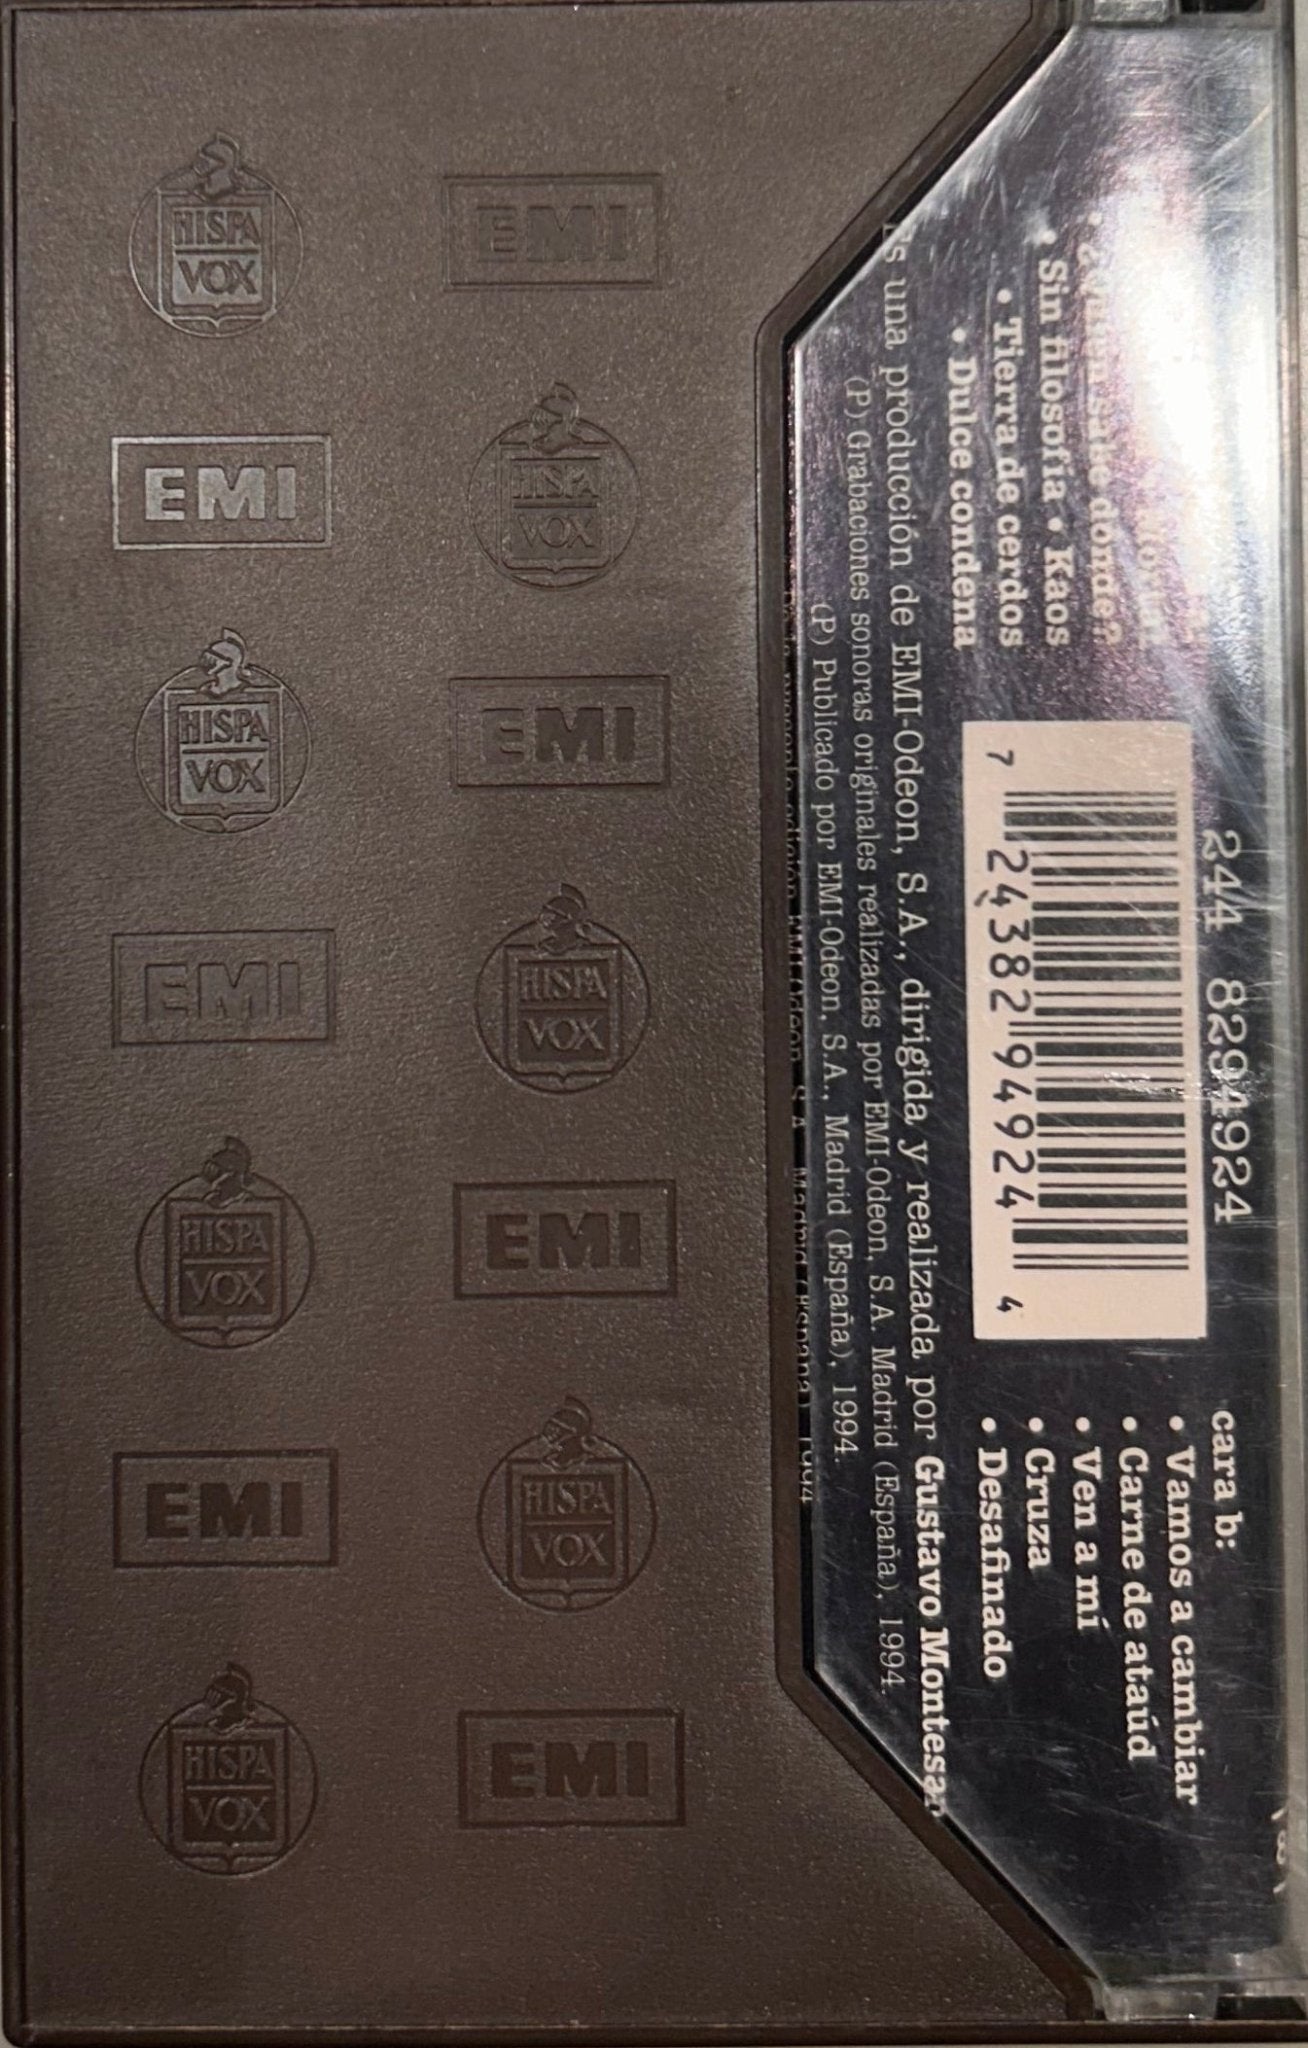 244 8294924
¿Quién sabe dónde?
• Sin filosofía • Kaos
• Tierra de cerdos
• Dulce condena
7 24382 94924 4
cara b:
• Vamos a cambiar
• Carne de ataúd
• Ven a mí
• Cruza
• Desafinado
Es una producción de EMI-Odeon, S.A., dirigida y realizada por Gustavo Montesan
(P) Grabaciones sonoras originales realizadas por EMI-Odeon, S.A. Madrid (España), 1994.
(P) Publicado por EMI-Odeon, S.A., Madrid (España), 1994.
EMI
HISPA
VOX
EMI
HISPA
VOX
EMI
HISPA
VOX
EMI
HISPA
VOX
EMI
HISPA
VOX
EMI
HISPA
VOX
EMI
HISPA
VOX